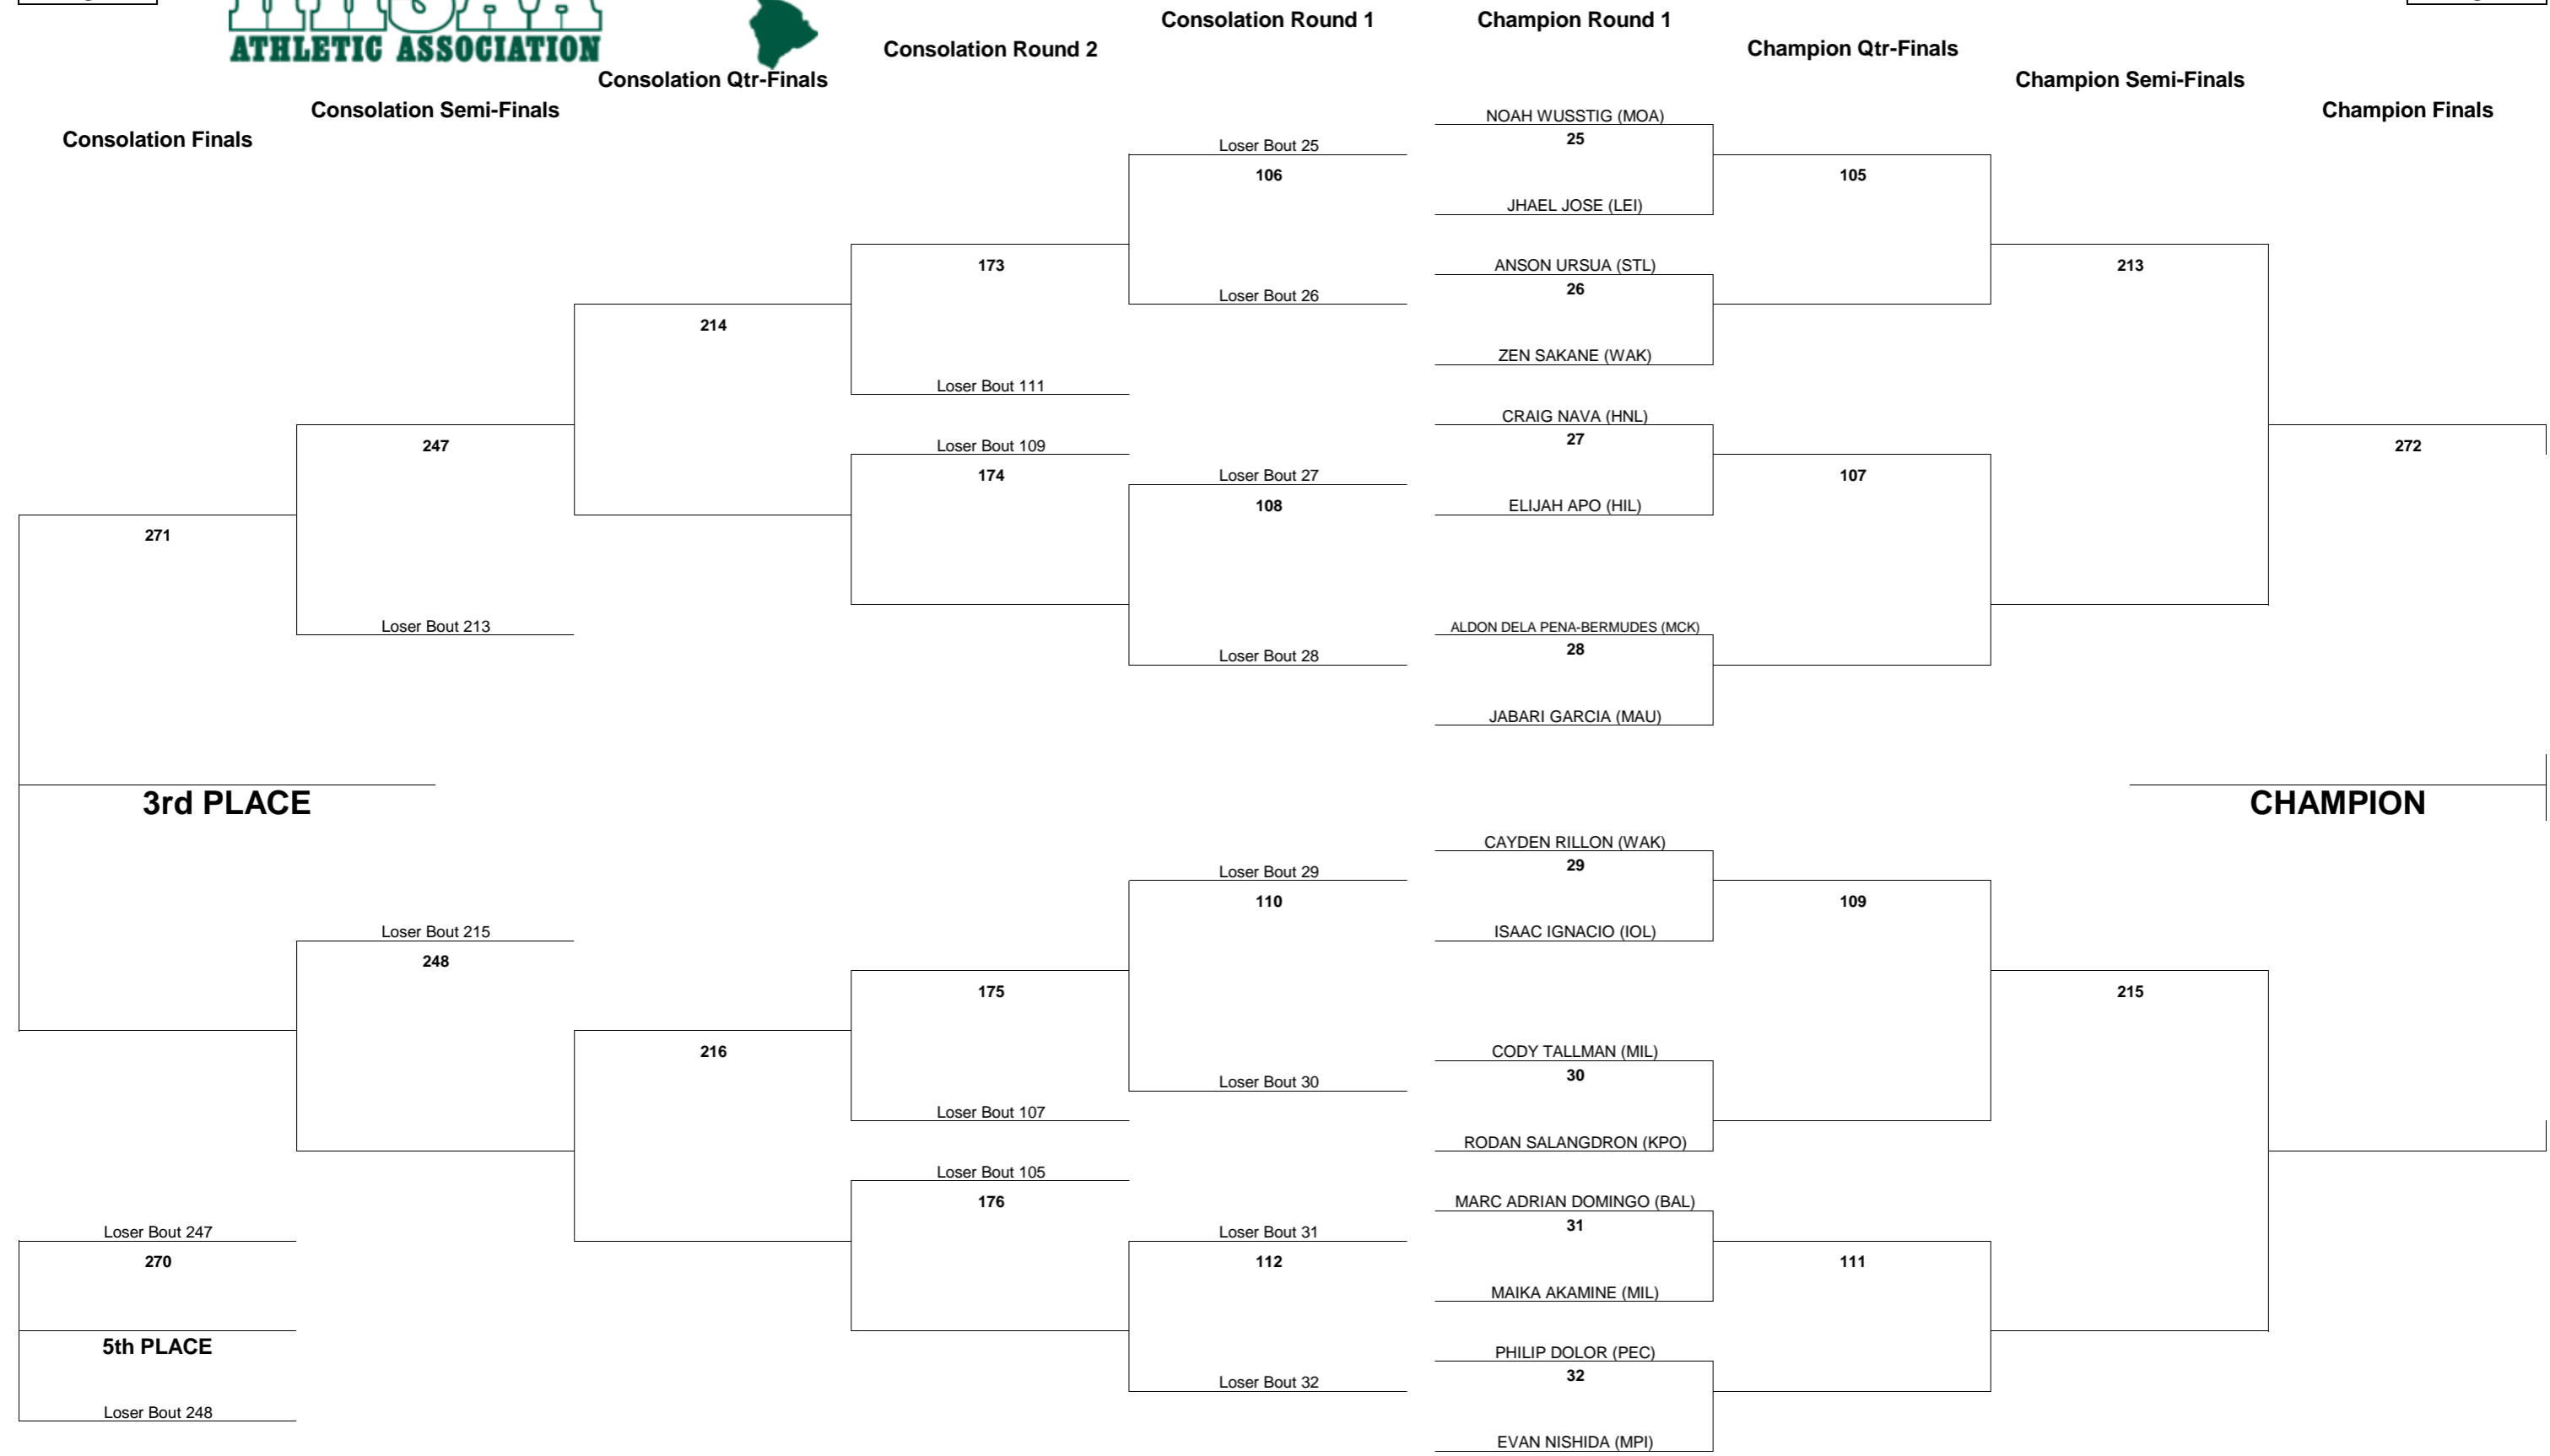 ATHLETIC ASSOCIATION
Consolation Round 1
Champion Round 1
Consolation Round 2
Champion Qtr-Finals
Consolation Qtr-Finals
Champion Semi-Finals
Consolation Semi-Finals
Champion Finals
Consolation Finals
NOAH WUSSTIG (MOA)
Loser Bout 25
25
106
105
JHAEL JOSE (LEI)
173
ANSON URSUA (STL)
213
Loser Bout 26
26
214
ZEN SAKANE (WAK)
Loser Bout 111
CRAIG NAVA (HNL)
247
Loser Bout 109
27
272
174
Loser Bout 27
107
108
ELIJAH APO (HIL)
271
Loser Bout 213
ALDON DELA PENA-BERMUDES (MCK)
Loser Bout 28
28
JABARI GARCIA (MAU)
3rd PLACE
CHAMPION
CAYDEN RILLON (WAK)
Loser Bout 29
29
110
109
Loser Bout 215
ISAAC IGNACIO (IOL)
248
175
215
216
CODY TALLMAN (MIL)
Loser Bout 30
30
Loser Bout 107
RODAN SALANGDRON (KPO)
Loser Bout 105
176
MARC ADRIAN DOMINGO (BAL)
Loser Bout 247
Loser Bout 31
31
270
112
111
MAIKA AKAMINE (MIL)
5th PLACE
PHILIP DOLOR (PEC)
Loser Bout 32
32
Loser Bout 248
EVAN NISHIDA (MPI)